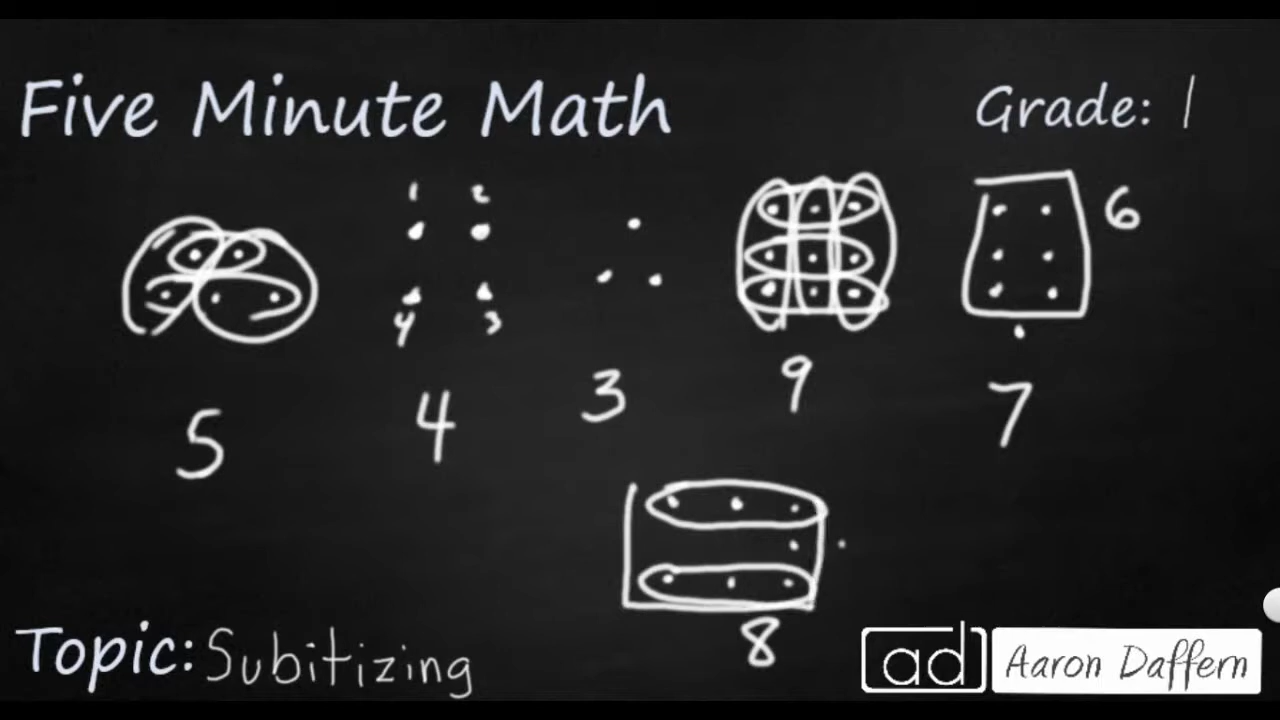 Five Minute Math
Grade: 1
1 2
4 3
6
5 4 3 9 7
8
Topic: Subitizing
ad Aaron Daffern